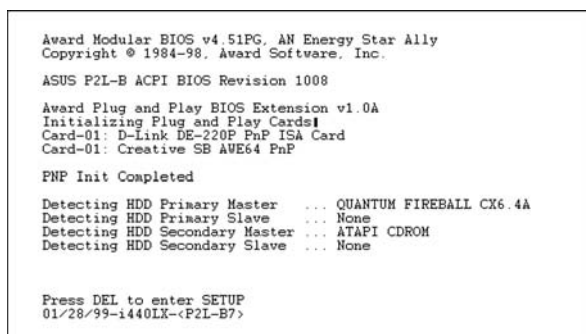 Award Modular BIOS v4.51PG, AN Energy Star Ally
Copyright © 1984-98, Award Software, Inc.
ASUS P2L-B ACPI BIOS Revision 1008
Award Plug and Play BIOS Extension v1.0A
Initializing Plug and Play Cards
Card-01: D-Link DE-220P PnP ISA Card
Card-01: Creative SB AWE64 PnP
PNP Init Completed
Detecting HDD Primary Master ... QUANTUM FIREBALL CX6.4A
Detecting HDD Primary Slave ... None
Detecting HDD Secondary Master ... ATAPI CDROM
Detecting HDD Secondary Slave ... None
Press DEL to enter SETUP
01/28/99-i440LX-<P2L-B7>